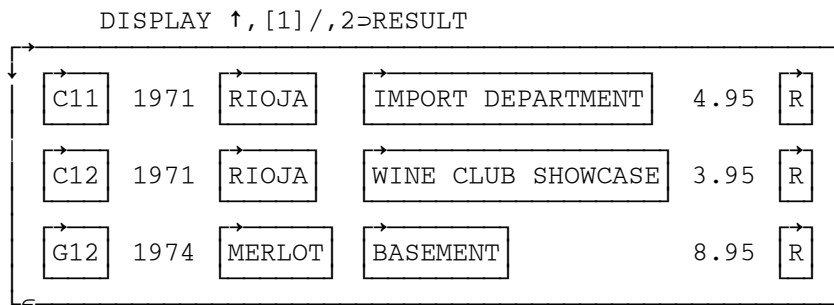 DISPLAY ↑,[1]/,2⊃RESULT
C11 1971 RIOJA IMPORT DEPARTMENT 4.95 R
C12 1971 RIOJA WINE CLUB SHOWCASE 3.95 R
G12 1974 MERLOT BASEMENT 8.95 R